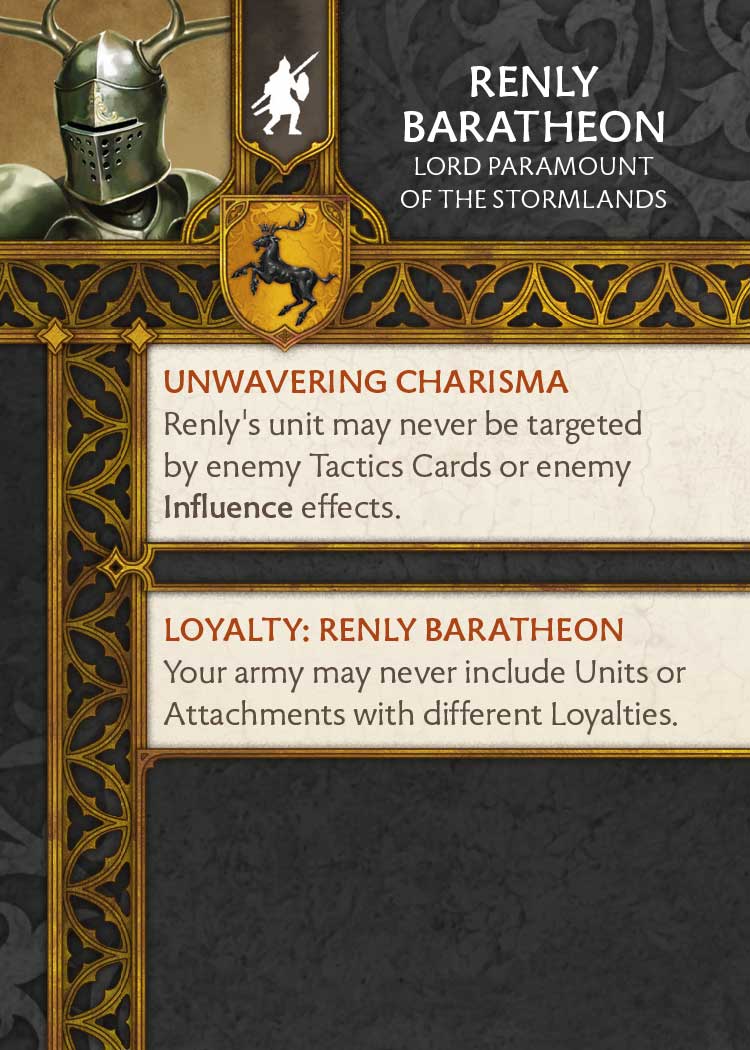 RENLY
BARATHEON
LORD PARAMOUNT
OF THE STORMLANDS
UNWAVERING CHARISMA
Renly's unit may never be targeted
by enemy Tactics Cards or enemy
Influence effects.
LOYALTY: RENLY BARATHEON
Your army may never include Units or
Attachments with different Loyalties.